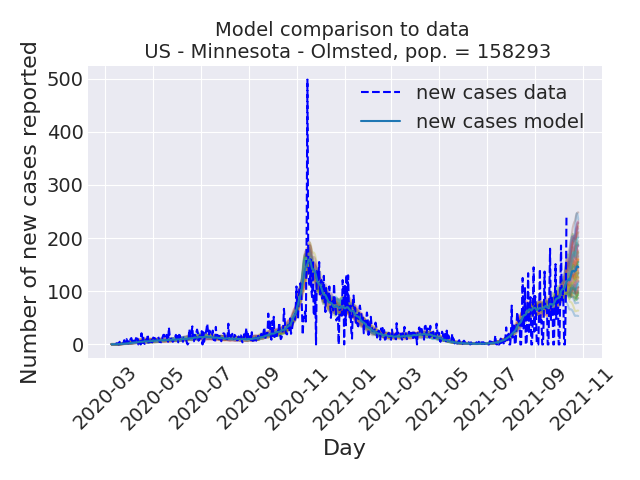 Model comparison to data
US - Minnesota - Olmsted, pop. = 158293
Number of new cases reported
500
400
300
200
100
0
new cases data
new cases model
2020-03
2020-05
2020-07
2020-09
2020-11
2021-01
2021-03
2021-05
2021-07
2021-09
2021-11
Day